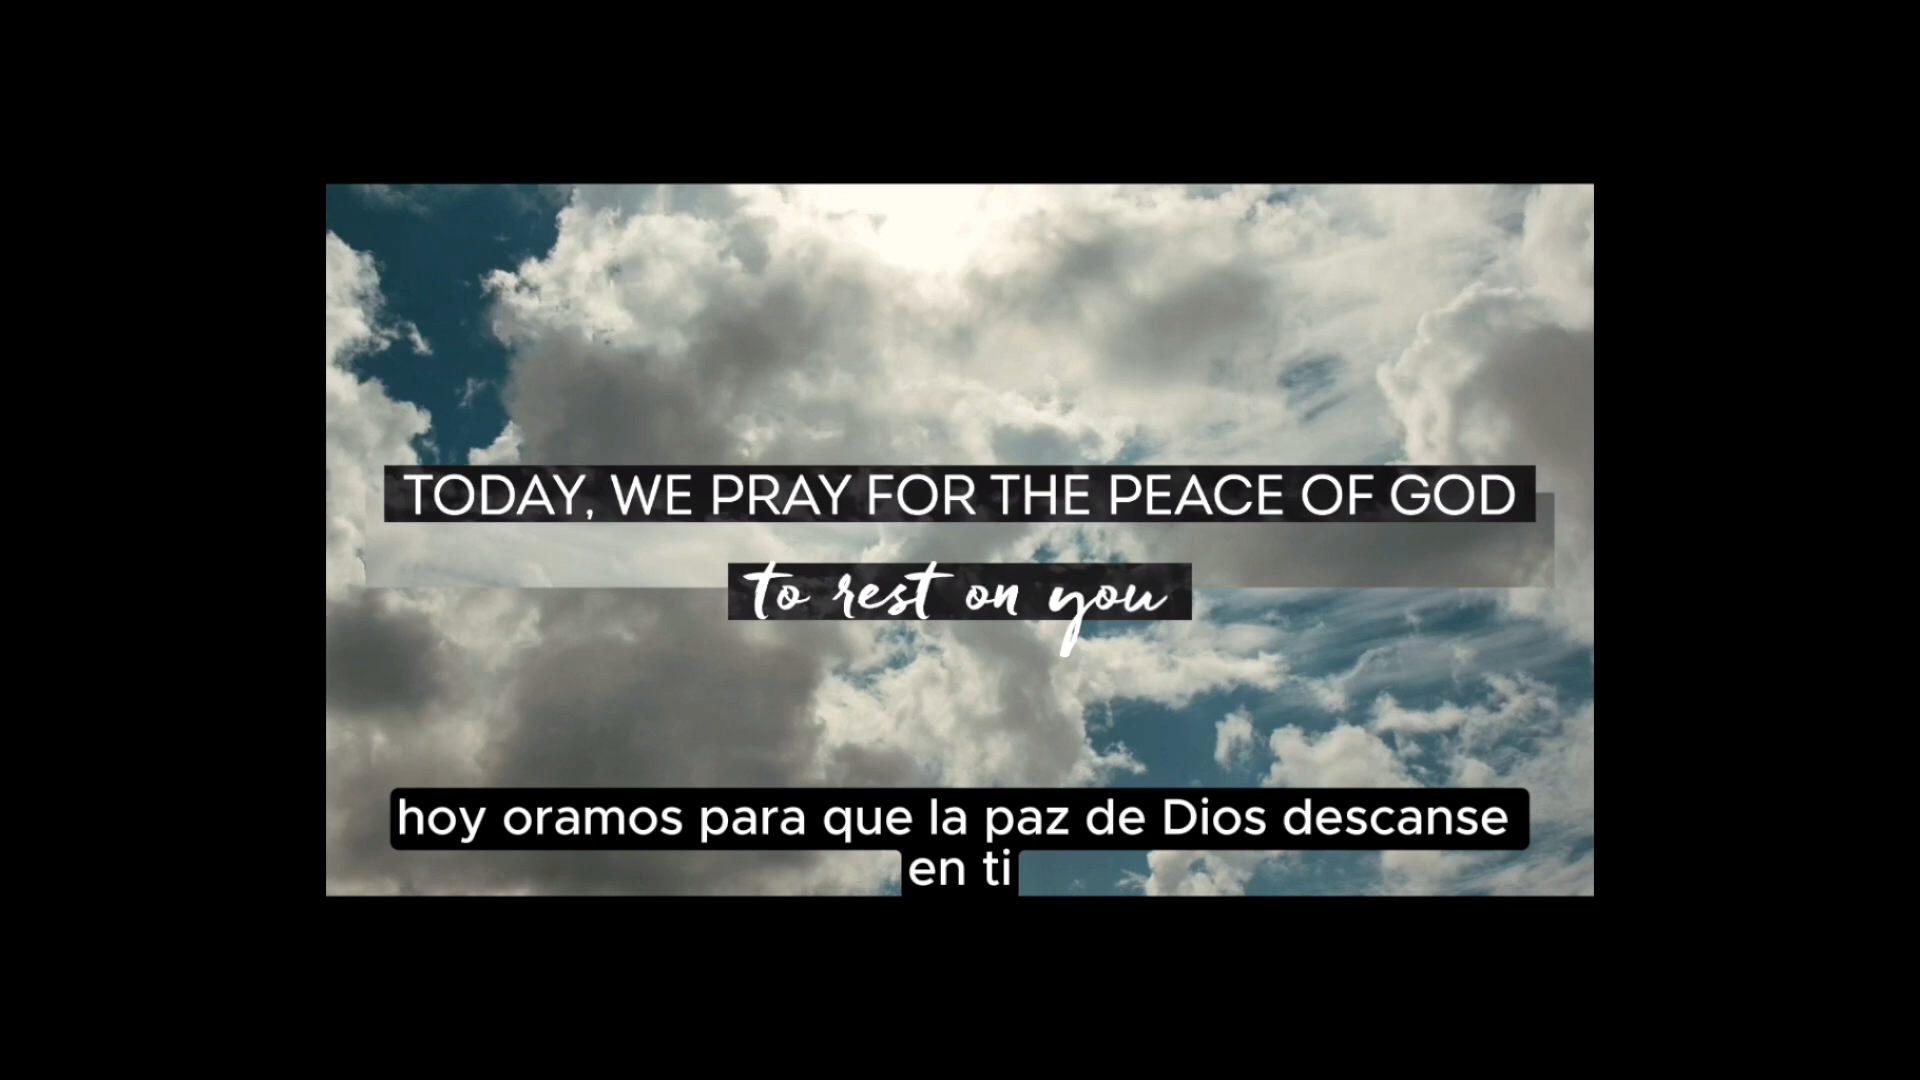 TODAY, WE PRAY FOR THE PEACE OF GOD
to rest on you
hoy oramos para que la paz de Dios descanse
en ti